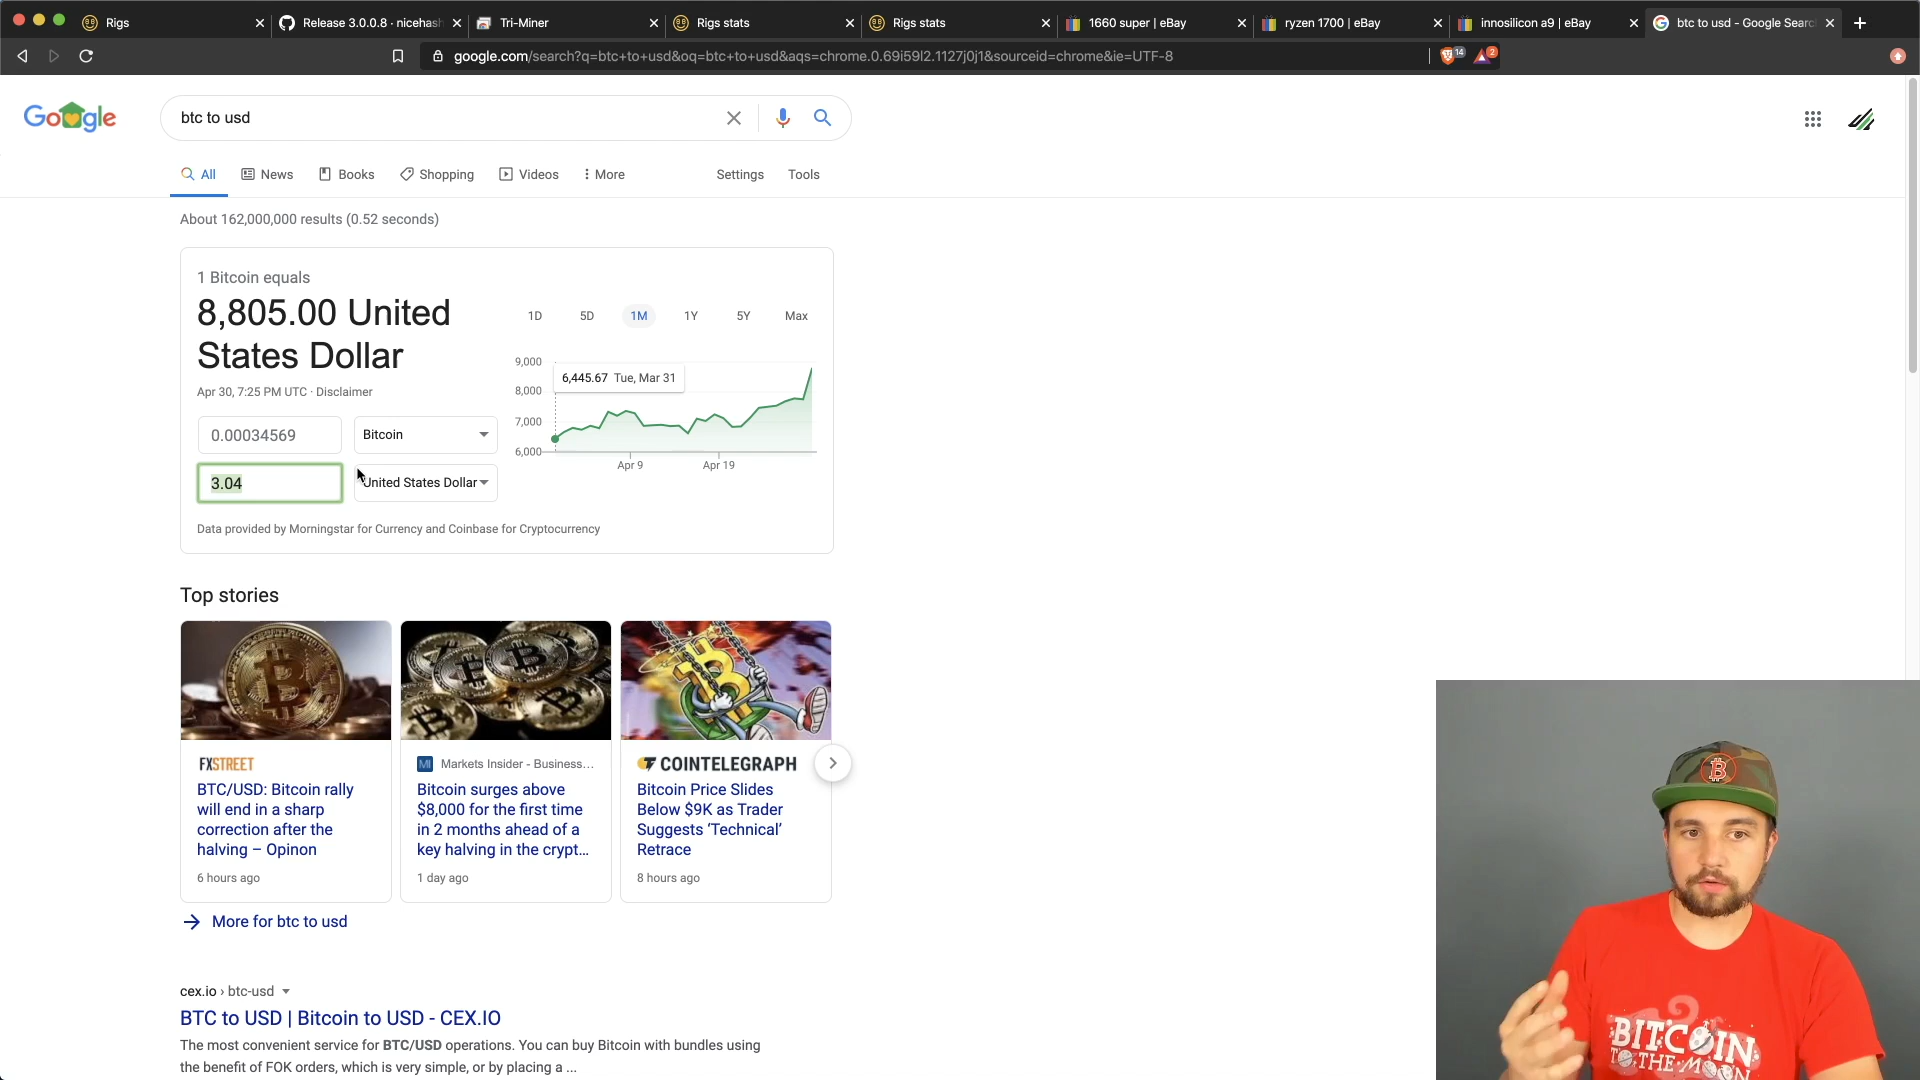 Rigs
Release 3.0.0.8 · nicehash
Tri-Miner
Rigs stats
Rigs stats
1660 super | eBay
ryzen 1700 | eBay
innosilicon a9 | eBay
btc to usd - Google Searc
google.com/search?q=btc+to+usd&oq=btc+to+usd&aqs=chrome.0.69i59l2.1127j0j1&sourceid=chrome&ie=UTF-8
14
2
Google
btc to usd
All
News
Books
Shopping
Videos
More
Settings
Tools
About 162,000,000 results (0.52 seconds)
1 Bitcoin equals
8,805.00 United
States Dollar
Apr 30, 7:25 PM UTC · Disclaimer
0.00034569
Bitcoin
3.04
United States Dollar
1D
5D
1M
1Y
5Y
Max
9,000
8,000
7,000
6,000
6,445.67 Tue, Mar 31
Apr 9
Apr 19
Data provided by Morningstar for Currency and Coinbase for Cryptocurrency
Top stories
FXSTREET
BTC/USD: Bitcoin rally
will end in a sharp
correction after the
halving – Opinon
6 hours ago
MI
Markets Insider - Business...
Bitcoin surges above
$8,000 for the first time
in 2 months ahead of a
key halving in the crypt...
1 day ago
COINTELEGRAPH
Bitcoin Price Slides
Below $9K as Trader
Suggests ‘Technical’
Retrace
8 hours ago
More for btc to usd
cex.io › btc-usd
BTC to USD | Bitcoin to USD - CEX.IO
The most convenient service for BTC/USD operations. You can buy Bitcoin with bundles using
the benefit of FOK orders, which is very simple, or by placing a ...
BITCOIN
TO THE MOON